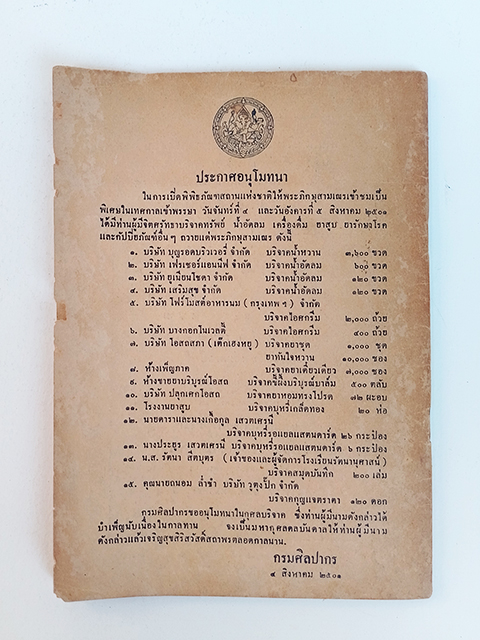 ประกาศอนุโมทนา
ในการเปิดพิพิธภัณฑสถานแห่งชาติให้พระภิกษุสามเณรเข้าชมเป็น
พิเศษในเทศกาลเข้าพรรษา วันจันทร์ที่ ๔ และวันอังคารที่ ๕ สิงหาคม ๒๕๐๑
ได้มีท่านผู้มีจิตศรัทธาบริจาคทรัพย์ น้ำอัดลม เครื่องดื่ม ยาสูบ ยารักษาโรค
และกัปปิยภัณฑ์อื่นๆ ถวายแด่พระภิกษุสามเณร ดังนี้
๑. บริษัท บุญรอดบริวเวอรี่ จำกัด บริจาคน้ำหวาน ๓,๖๐๐ ขวด
๒. บริษัท เฟรเซอร์แอนนีฟ จำกัด บริจาคน้ำอัดลม ๖๐๐ ขวด
๓. บริษัท ยูเนียนโซดา จำกัด บริจาคน้ำอัดลม ๑๒๐ ขวด
๔. บริษัท เสริมสุข จำกัด บริจาคน้ำอัดลม ๑๒๐ ขวด
๕. บริษัท โฟร์โมสต์อาหารนม (กรุงเทพฯ) จำกัด
บริจาคไอศกรีม ๒,๐๐๐ ถ้วย
๖. บริษัท บางกอกโนเวลตี้ บริจาคไอศกรีม ๔๐๐ ถ้วย
๗. บริษัท โอสถสภา (เต็กเฮงหยู) บริจาคยาชุด ๑,๐๐๐ ชุด
ยาทันใจหวาน ๑๐,๐๐๐ ซอง
๘. ห้างเพ็ญภาค บริจาคยาเดี่ยวเดียว ๗,๐๐๐ ซอง
๙. ห้างขายยาบริบูรณ์โอสถ บริจาคขี้ผึ้งบริบูรณ์บาล์ม ๕๐๐ ตลับ
๑๐. บริษัท ปลุกเศกโอสถ บริจาคยาหอมทรงโปรด ๗๒ ผะอบ
๑๑. โรงงานยาสูบ บริจาคบุหรี่เกล็ดทอง ๒๐ ห่อ
๑๒. นายดาราและนางเกื้อกูล เสวตเศรนี
บริจาคบุหรี่รอแยลแสตนดาร์ด ๒๖ กระป๋อง
๑๓. นางประยูร เสวตเศรนี บริจาคบุหรี่รอแยลแสตนดาร์ด ๖ กระป๋อง
๑๔. น.ส. รัตนา สีตบุตร (เจ้าของและผู้จัดการโรงเรียนรัตนานุศาสน์)
บริจาคสมุดบันทึก ๒๐๐ เล่ม
๑๕. คุณนายถนอม ล่ำซำ บริษัท วูตุงปั๊ก จำกัด
บริจาคกุญแจตราคา ๑๒๐ ดอก
กรมศิลปากรขออนุโมทนาในกุศลบริจาค ซึ่งท่านผู้มีนามดังกล่าวได้
บำเพ็ญนับเนื่องในกาลทาน จงเป็นมหากุศลดลบันดาลให้ท่านผู้มีนาม
ดังกล่าวแล้วเจริญสุขสิริสวัสดิ์สถาพรตลอดกาลนาน.
กรมศิลปากร
๔ สิงหาคม ๒๕๐๑